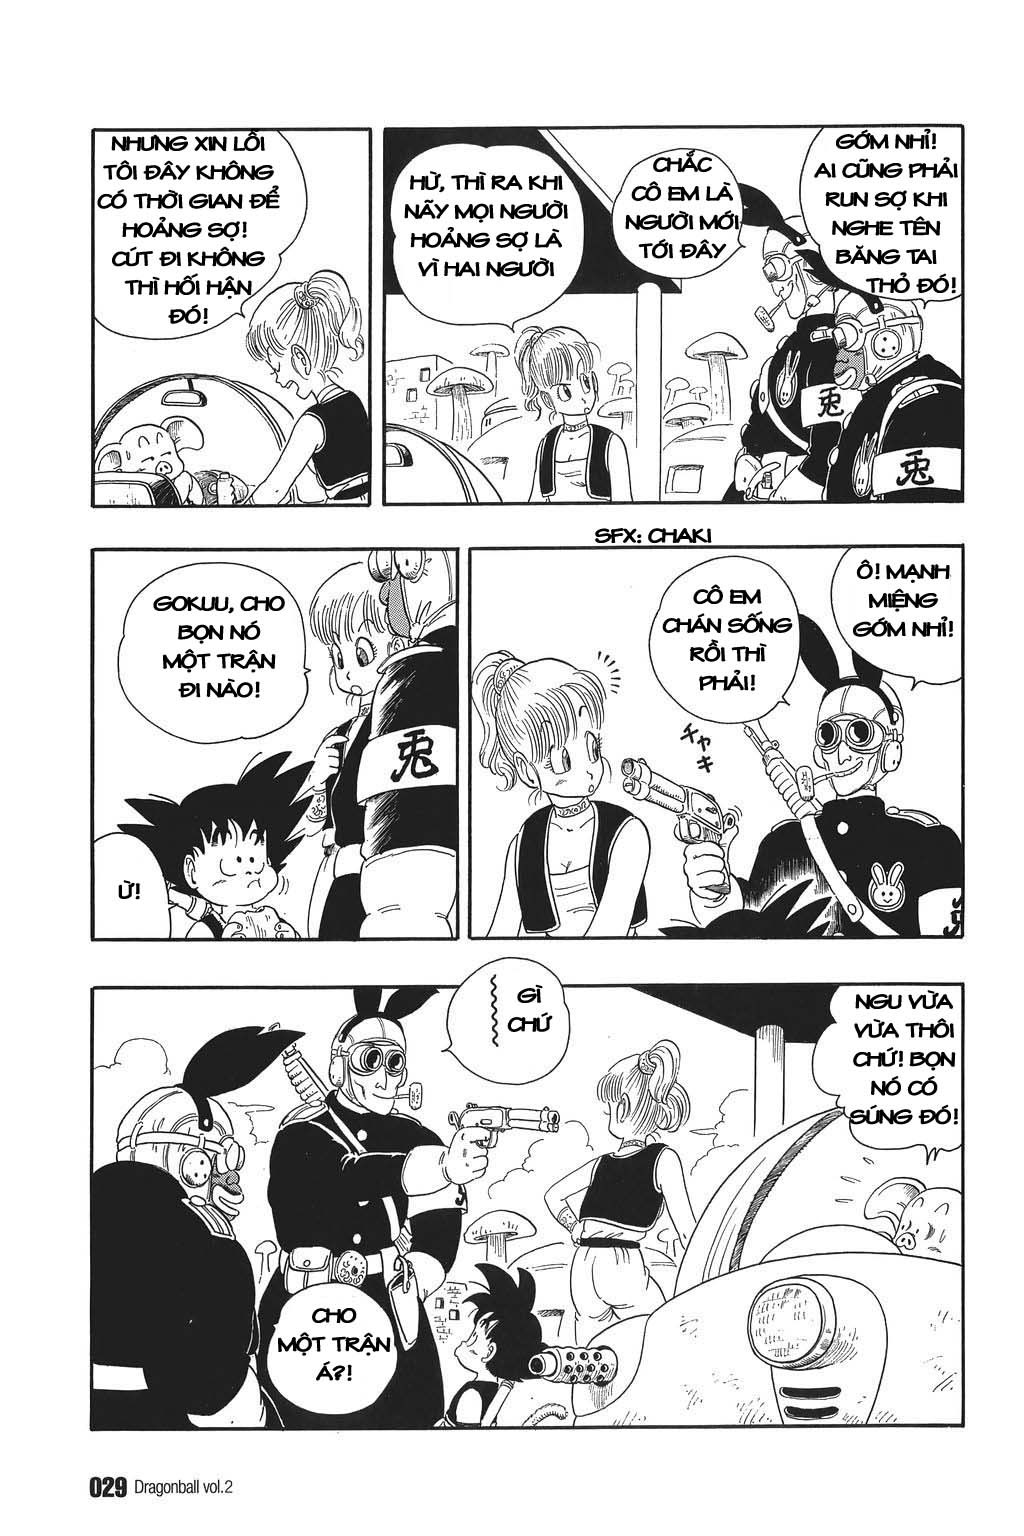 GỚM NHỈ!
AI CŨNG PHẢI
RUN SỢ KHI
NGHE TÊN
BĂNG TAI
THỎ ĐÓ!
CHẮC
CÔ EM LÀ
NGƯỜI MỚI
TỚI ĐÂY
HỪ, THÌ RA KHI
NÃY MỌI NGƯỜI
HOẢNG SỢ LÀ
VÌ HAI NGƯỜI
兎
兎
NHƯNG XIN LỖI
TÔI ĐÂY KHÔNG
CÓ THỜI GIAN ĐỂ
HOẢNG SỢ!
CÚT ĐI KHÔNG
THÌ HỐI HẬN
ĐÓ!
SFX: CHAKI
Ô! MẠNH
MIỆNG
GỚM NHỈ!
CÔ EM
CHÁN SỐNG
RỒI THÌ
PHẢI!
チャキ
GOKUU, CHO
BỌN NÓ
MỘT TRẬN
ĐI NÀO!
兎
Ừ!
NGU VỪA
VỪA THÔI
CHỨ! BỌN
NÓ CÓ
SÚNG ĐÓ!
GÌ
CHỨ
CHO
MỘT TRẬN
Á?!
029 Dragonball vol.2